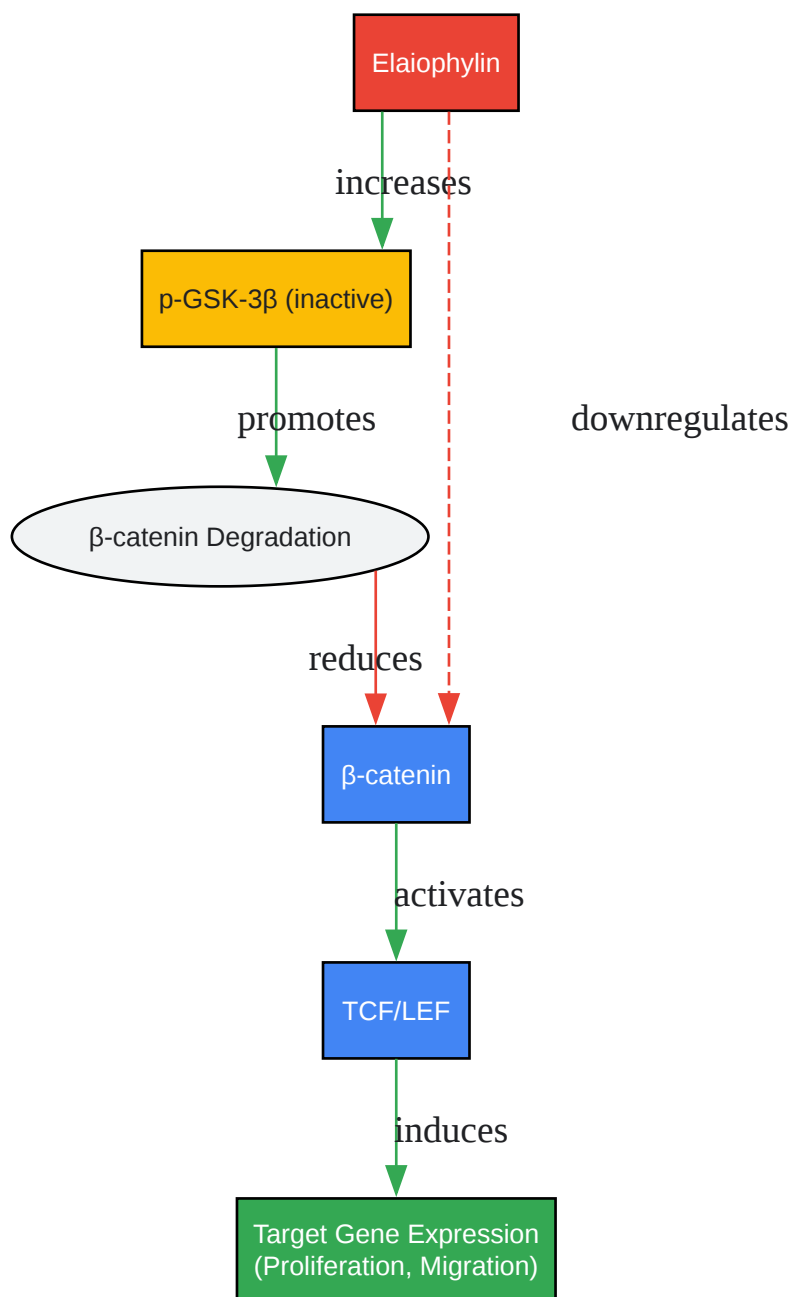 Elaiophylin
increases
p-GSK-3β (inactive)
promotes
downregulates
β-catenin Degradation
reduces
β-catenin
activates
TCF/LEF
induces
Target Gene Expression
(Proliferation, Migration)